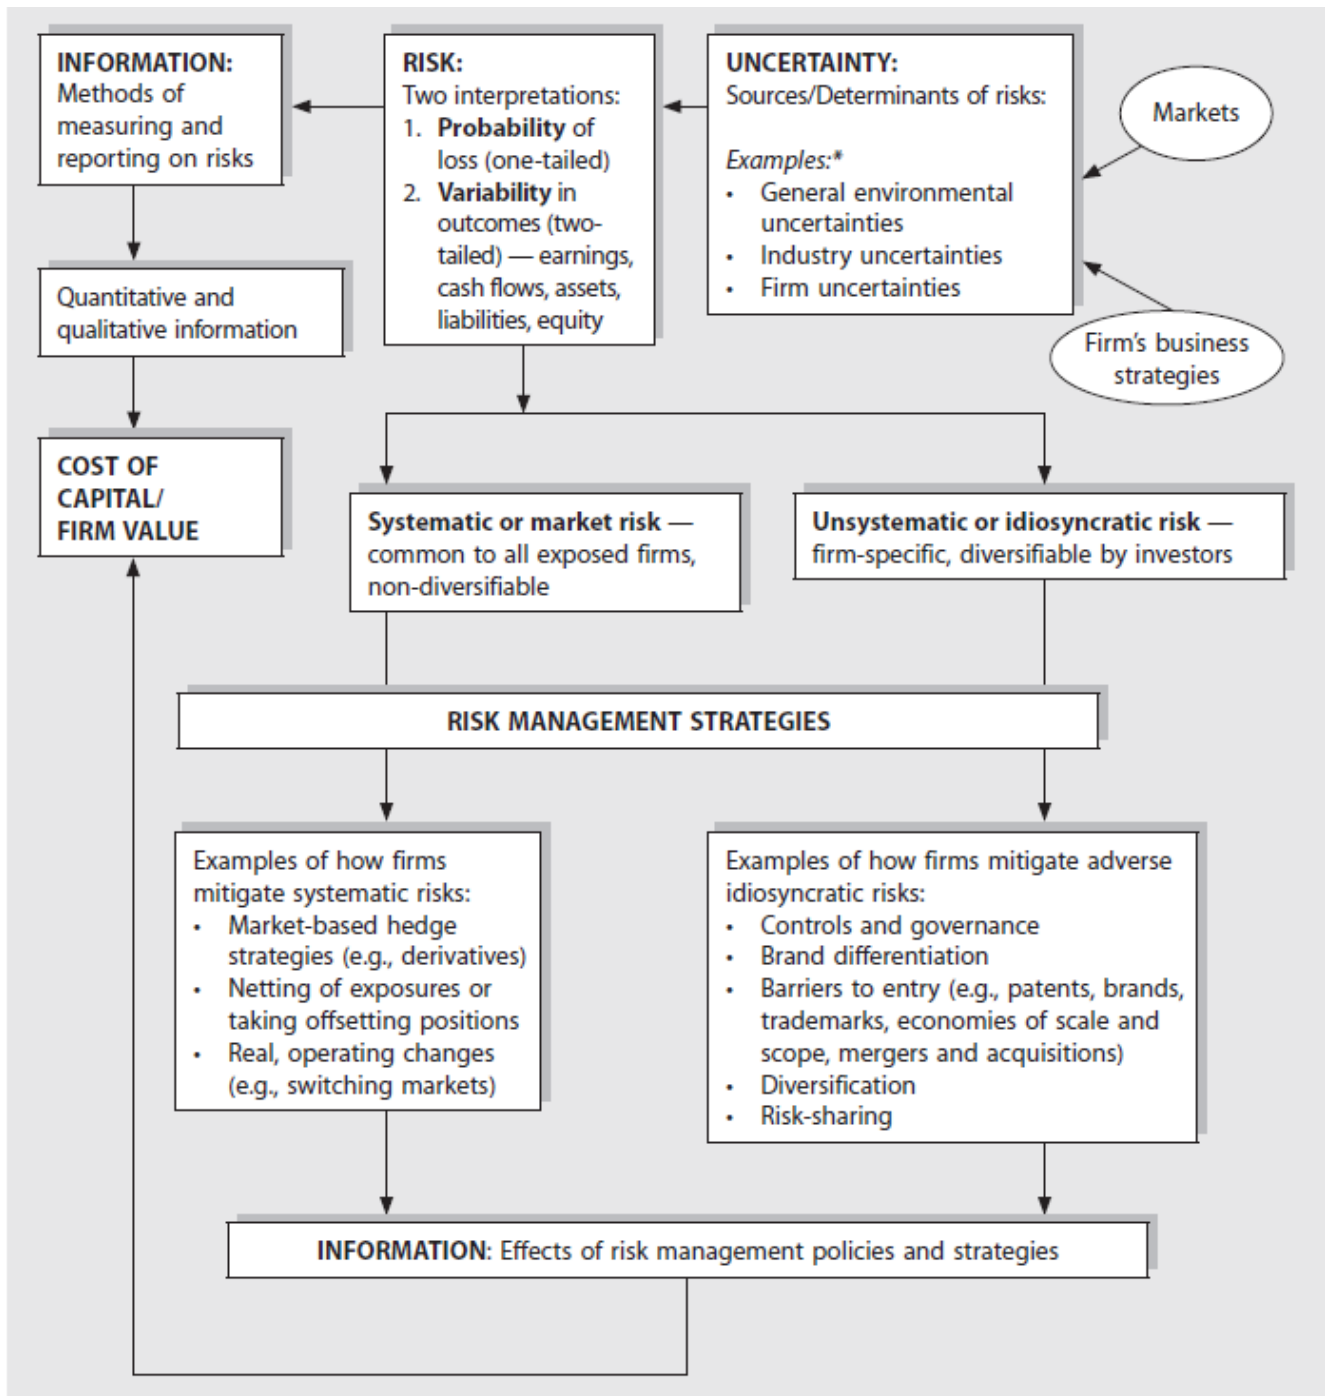 INFORMATION:
Methods of
measuring and
reporting on risks
RISK:
Two interpretations:
1. Probability of
loss (one-tailed)
2. Variability in
outcomes (two-
tailed) — earnings,
cash flows, assets,
liabilities, equity
UNCERTAINTY:
Sources/Determinants of risks:
Examples:*
• General environmental
uncertainties
• Industry uncertainties
• Firm uncertainties
Markets
Firm's business
strategies
Quantitative and
qualitative information
COST OF
CAPITAL/
FIRM VALUE
Systematic or market risk —
common to all exposed firms,
non-diversifiable
Unsystematic or idiosyncratic risk —
firm-specific, diversifiable by investors
RISK MANAGEMENT STRATEGIES
Examples of how firms
mitigate systematic risks:
• Market-based hedge
strategies (e.g., derivatives)
• Netting of exposures or
taking offsetting positions
• Real, operating changes
(e.g., switching markets)
Examples of how firms mitigate adverse
idiosyncratic risks:
• Controls and governance
• Brand differentiation
• Barriers to entry (e.g., patents, brands,
trademarks, economies of scale and
scope, mergers and acquisitions)
• Diversification
• Risk-sharing
INFORMATION: Effects of risk management policies and strategies